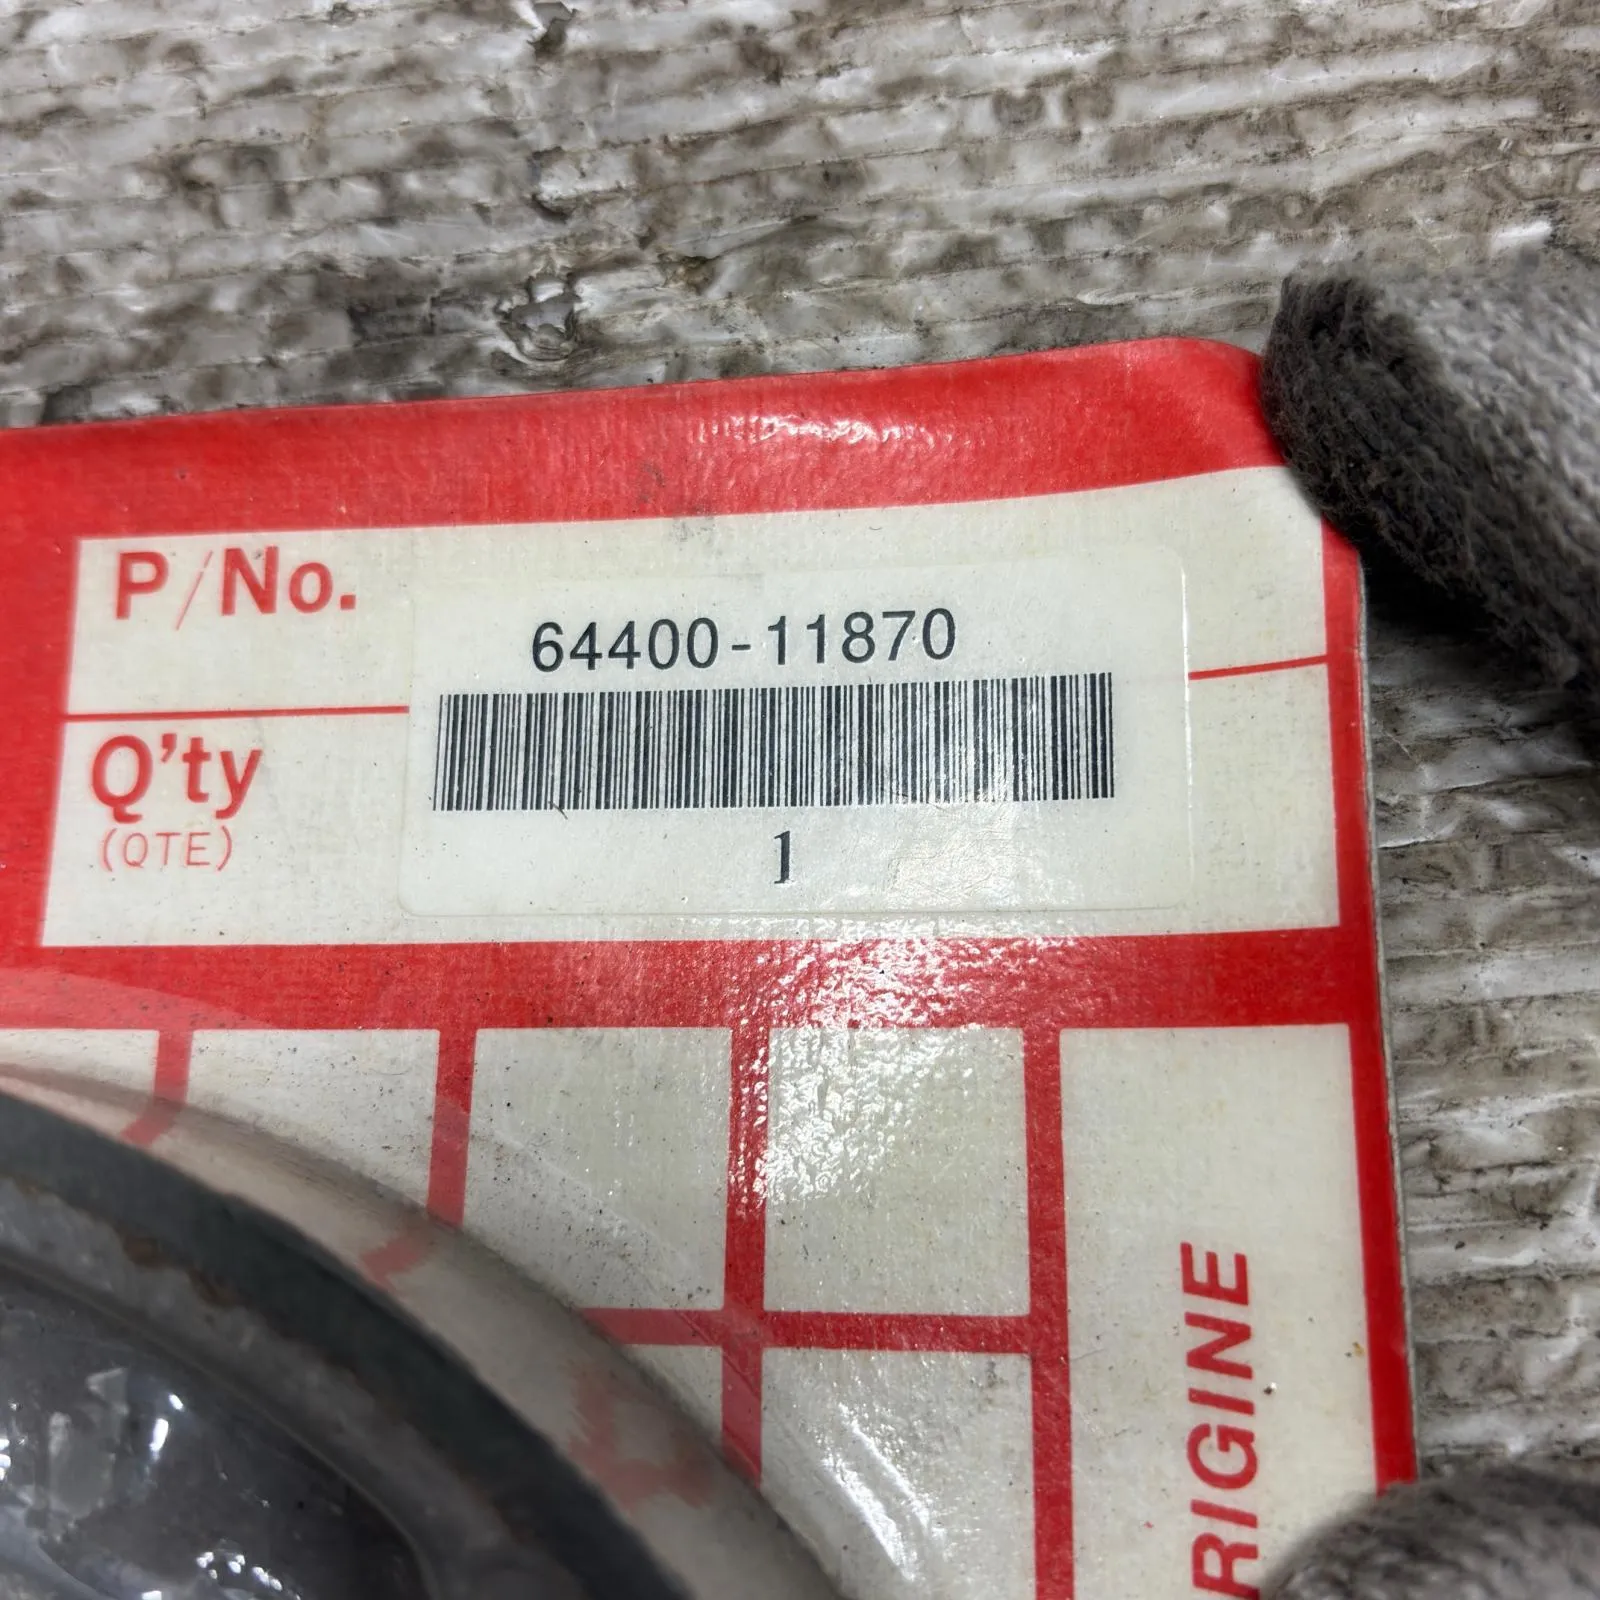 P/No.
64400-11870
Q'ty
(QTE)
1
RIGINE